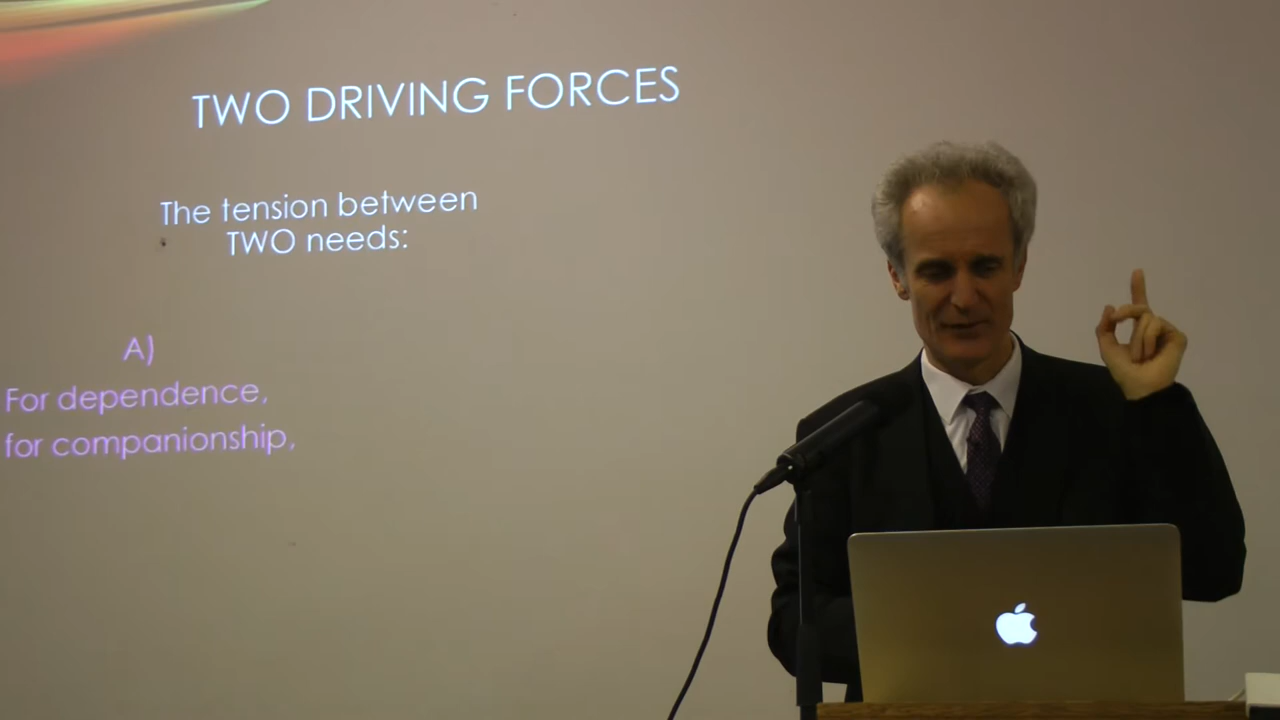 TWO DRIVING FORCES
The tension between
TWO needs:
A)
For dependence,
for companionship,